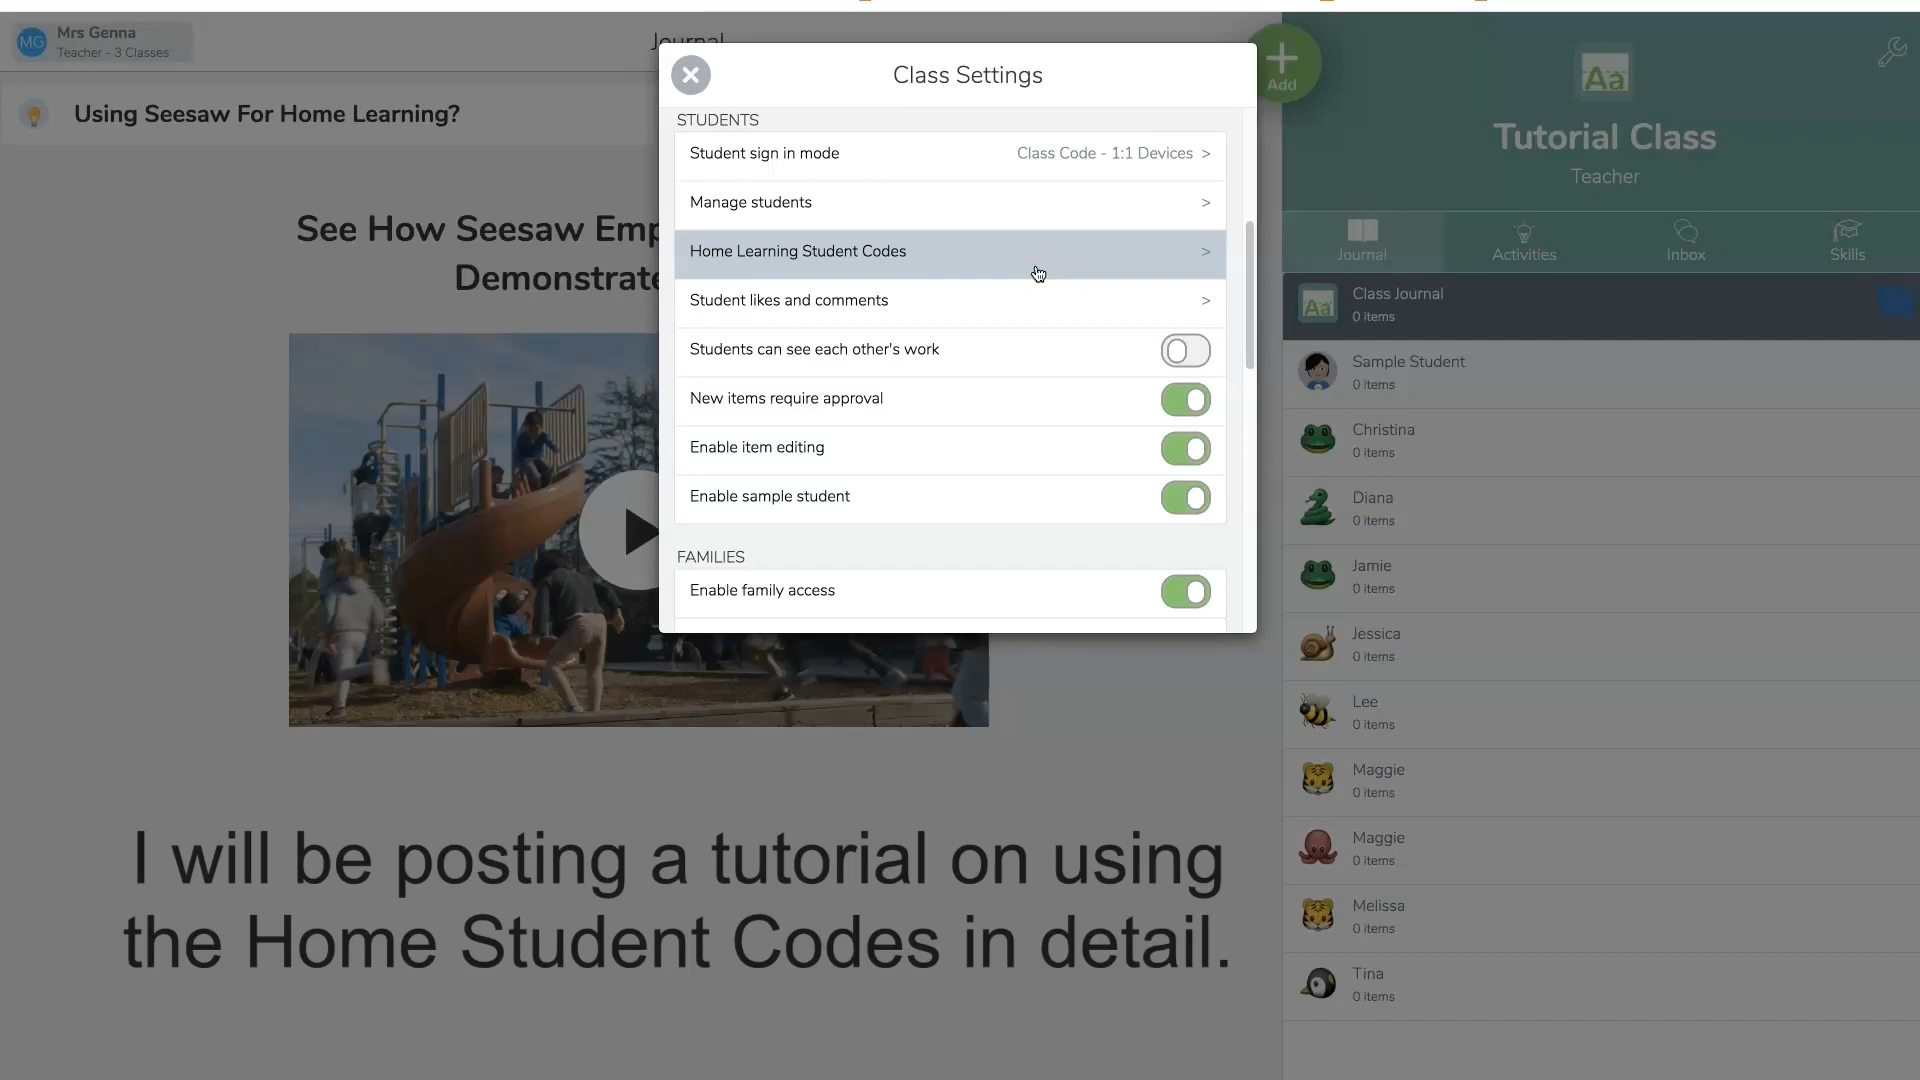 MG
Mrs Genna
Teacher - 3 Classes
Journal
Using Seesaw For Home Learning?
See How Seesaw
Class Settings
STUDENTS
Student sign in mode
Class Code - 1:1 Devices >
Manage students >
Home Learning Student Codes >
Student likes and comments >
Students can see each other's work
New items require approval
Enable item editing
Enable sample student
FAMILIES
Enable family access
Add
Aa
Tutorial Class
Teacher
Journal
Activities
Inbox
Skills
Aa
Class Journal
0 items
Sample Student
0 items
Christina
0 items
Diana
0 items
Jamie
0 items
Jessica
0 items
Lee
0 items
Maggie
0 items
Maggie
0 items
Melissa
0 items
Tina
0 items
I will be posting a tutorial on using
the Home Student Codes in detail.